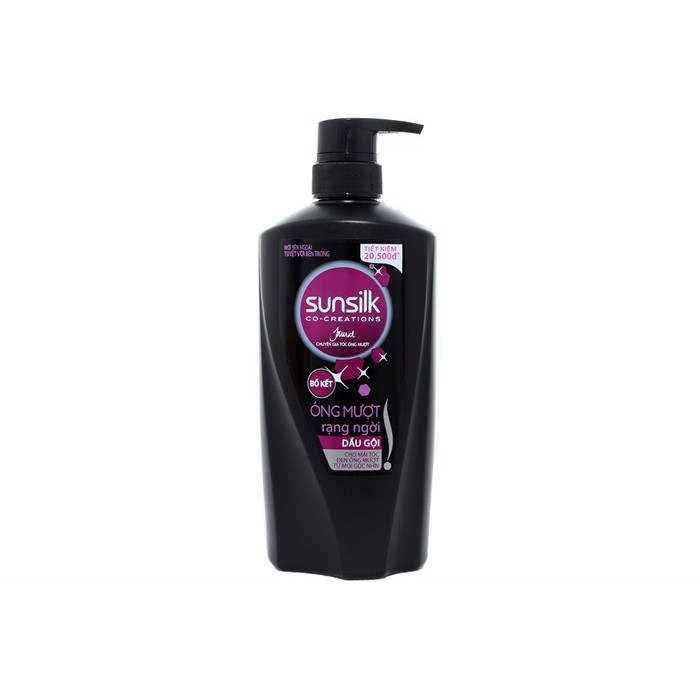 MỚI BÊN NGOÀI
TUYỆT VỜI BÊN TRONG
TIẾT KIỆM
20.500đ*
sunsilk
CO-CREATIONS
CHUYÊN GIA TÓC ÓNG MƯỢT
BỒ KẾT
ÓNG MƯỢT
rạng ngời
DẦU GỘI
CHO MÁI TÓC
ĐEN ÓNG MƯỢT
TỪ MỌI GÓC NHÌN